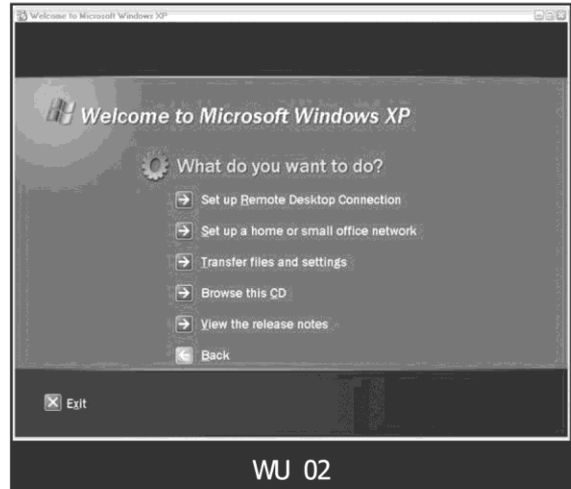 Welcome to Microsoft Windows XP
Welcome to Microsoft Windows XP
What do you want to do?
Set up Remote Desktop Connection
Set up a home or small office network
Transfer files and settings
Browse this CD
View the release notes
Back
Exit
WU 02